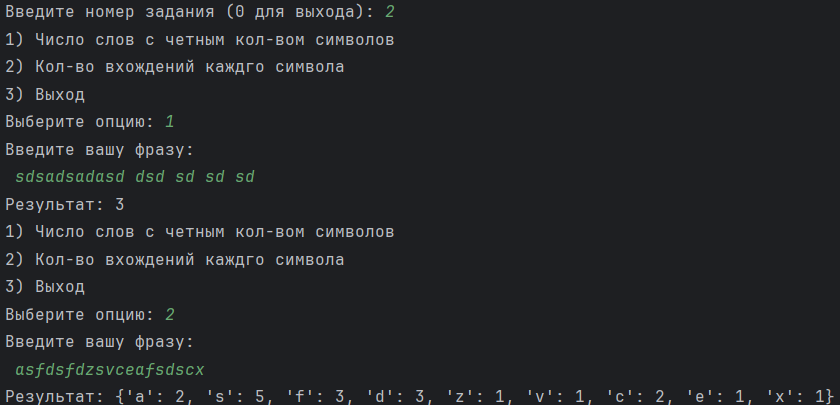 Введите номер задания (0 для выхода): 2
1) Число слов с четным кол-вом символов
2) Кол-во вхождений каждго символа
3) Выход
Выберите опцию: 1
Введите вашу фразу:
sdsadsadasd dsd sd sd sd
Результат: 3
1) Число слов с четным кол-вом символов
2) Кол-во вхождений каждго символа
3) Выход
Выберите опцию: 2
Введите вашу фразу:
asfdsfdzsvceafsdscx
Результат: {'a': 2, 's': 5, 'f': 3, 'd': 3, 'z': 1, 'v': 1, 'c': 2, 'e': 1, 'x': 1}